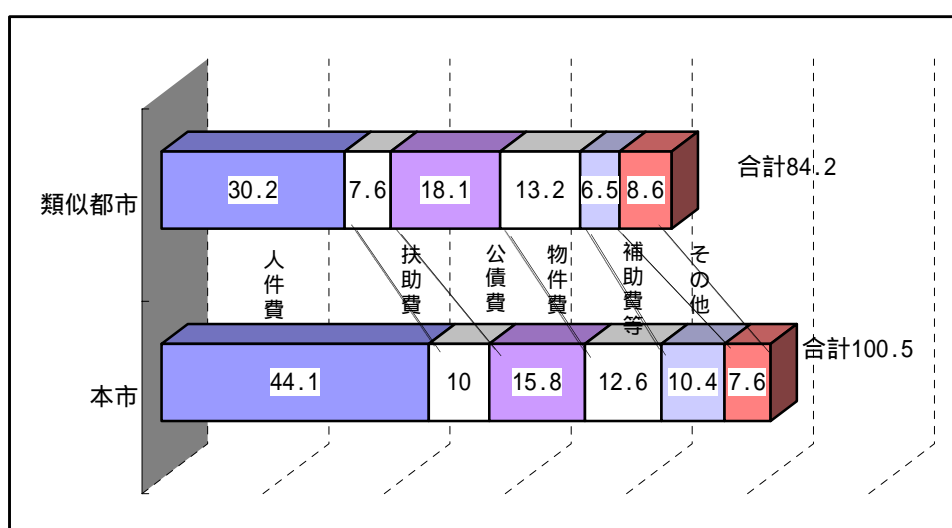 類似都市
30.2
7.6
18.1
13.2
6.5
8.6
合計84.2
人件費
扶助費
公債費
物件費
補助費等
その他
本市
44.1
10
15.8
12.6
10.4
7.6
合計100.5